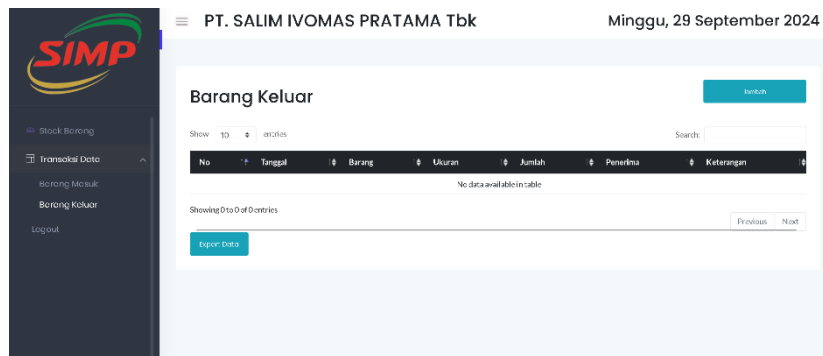 SIMP
PT. SALIM IVOMAS PRATAMA Tbk
Minggu, 29 September 2024
Stock Barang
Transaksi Data
Barang Masuk
Barang Keluar
Logout
Barang Keluar
Tambah
Show 10 entries
Search:
No Tanggal Barang Ukuran Jumlah Penerima Keterangan
No data available in table
Showing 0 to 0 of 0 entries
Previous Next
Export Data